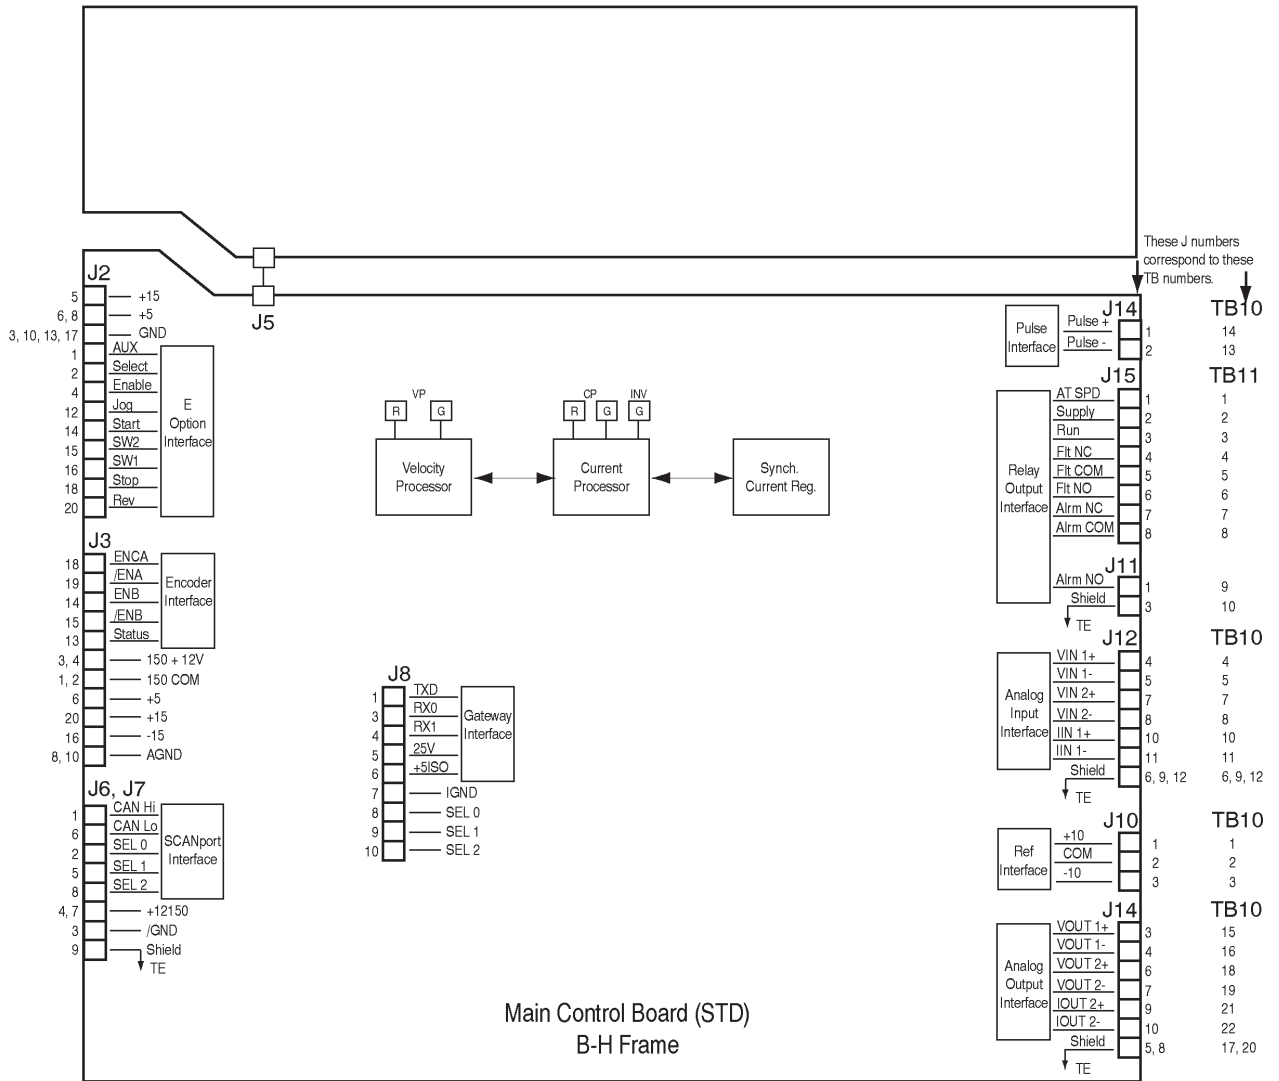 These J numbers
correspond to these
TB numbers.
J5
J2
5 +15
6, 8 +5
3, 10, 13, 17 GND
1 AUX
2 Select
4 Enable
12 Jog
14 Start
15 SW2
16 SW1
18 Stop
20 Rev
E
Option
Interface
J3
18 ENCA
19 /ENA
14 ENB
15 /ENB
13 Status
Encoder
Interface
3, 4 150 + 12V
1, 2 150 COM
6 +5
20 +15
16 -15
8, 10 AGND
J6, J7
1 CAN Hi
6 CAN Lo
2 SEL 0
5 SEL 1
8 SEL 2
SCANport
Interface
4, 7 +12150
3 /GND
9 Shield
TE
VP CP INV
R G R G G
Velocity
Processor
Current
Processor
Synch.
Current Reg.
J8
1 TXD
3 RX0
4 RX1
5 25V
6 +5ISO
Gateway
Interface
7 IGND
8 SEL 0
9 SEL 1
10 SEL 2
J14 TB10
Pulse
Interface
Pulse + 1 14
Pulse - 2 13
J15 TB11
Relay
Output
Interface
AT SPD 1 1
Supply 2 2
Run 3 3
Flt NC 4 4
Flt COM 5 5
Flt NO 6 6
Alrm NC 7 7
Alrm COM 8 8
J11
Alrm NO 1 9
Shield 3 10
TE
J12 TB10
Analog
Input
Interface
VIN 1+ 4 4
VIN 1- 5 5
VIN 2+ 7 7
VIN 2- 8 8
IIN 1+ 10 10
IIN 1- 11 11
Shield 6, 9, 12 6, 9, 12
TE
J10 TB10
Ref
Interface
+10 1 1
COM 2 2
-10 3 3
J14 TB10
Analog
Output
Interface
VOUT 1+ 3 15
VOUT 1- 4 16
VOUT 2+ 6 18
VOUT 2- 7 19
IOUT 2+ 9 21
IOUT 2- 10 22
Shield 5, 8 17, 20
TE
Main Control Board (STD)
B-H Frame